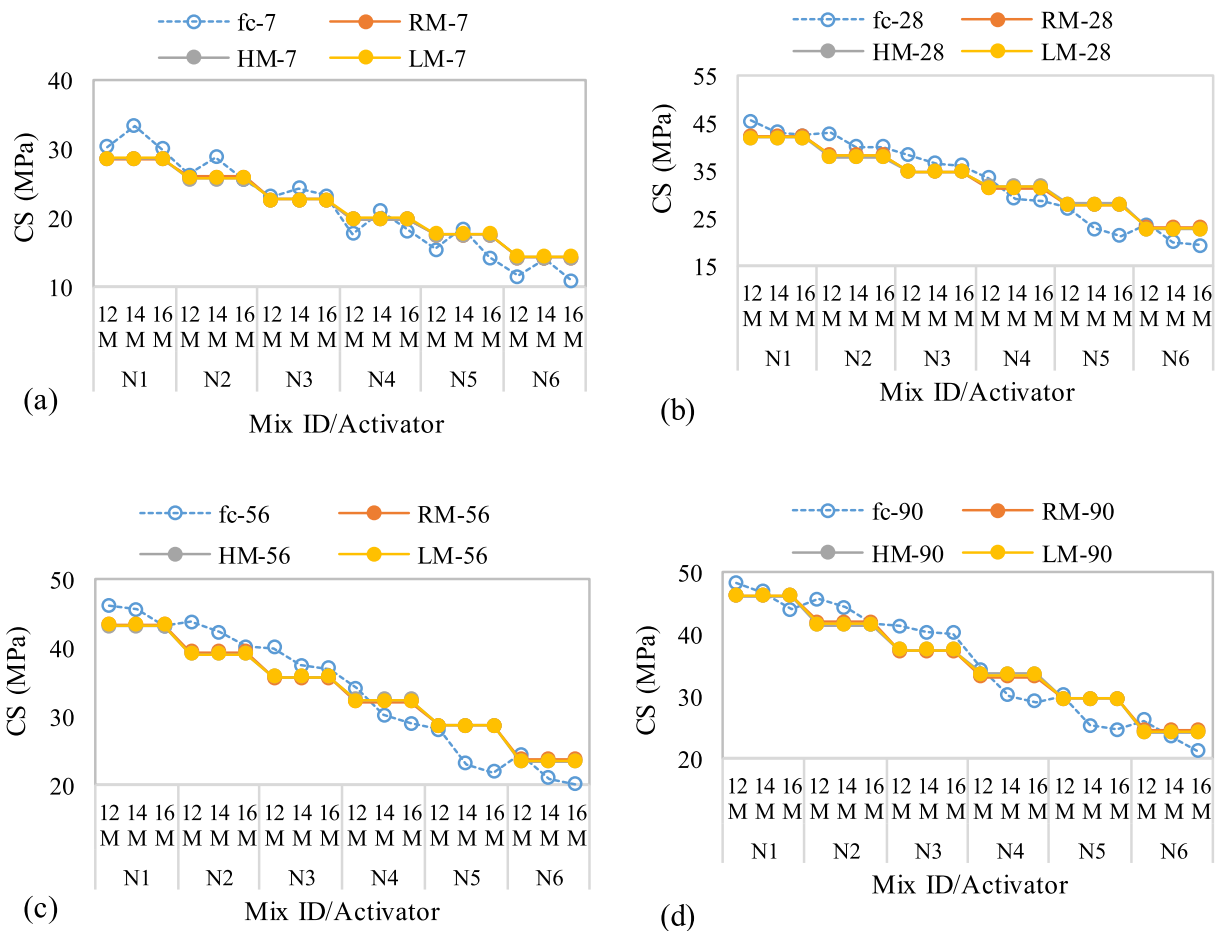 fc-7 RM-7
HM-7 LM-7
40
30
20
10
CS (MPa)
12 14 16 12 14 16 12 14 16 12 14 16 12 14 16 12 14 16
M M M M M M M M M M M M M M M M M M
N1 N2 N3 N4 N5 N6
(a)
Mix ID/Activator
fc-28 RM-28
HM-28 LM-28
55
45
35
25
15
CS (MPa)
12 14 16 12 14 16 12 14 16 12 14 16 12 14 16 12 14 16
M M M M M M M M M M M M M M M M M M
N1 N2 N3 N4 N5 N6
(b)
Mix ID/Activator
fc-56 RM-56
HM-56 LM-56
50
40
30
20
CS (MPa)
12 14 16 12 14 16 12 14 16 12 14 16 12 14 16 12 14 16
M M M M M M M M M M M M M M M M M M
N1 N2 N3 N4 N5 N6
(c)
Mix ID/Activator
fc-90 RM-90
HM-90 LM-90
50
40
30
20
CS (MPa)
12 14 16 12 14 16 12 14 16 12 14 16 12 14 16 12 14 16
M M M M M M M M M M M M M M M M M M
N1 N2 N3 N4 N5 N6
(d)
Mix ID/Activator